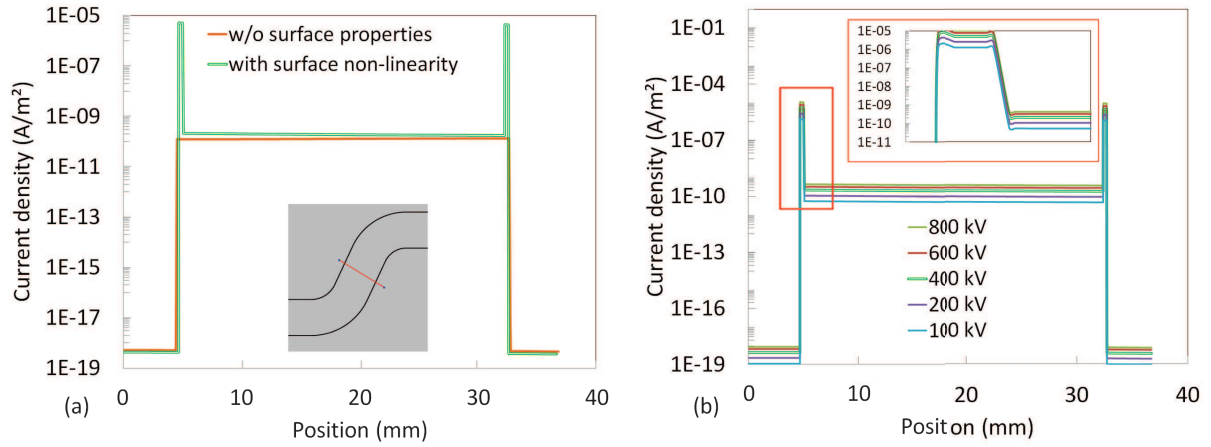 1E-05
1E-07
1E-09
1E-11
1E-13
1E-15
1E-17
1E-19
Current density (A/m²)
w/o surface properties
with surface non-linearity
0
10
20
30
40
(a)
Position (mm)
1E-01
1E-04
1E-07
1E-10
1E-13
1E-16
1E-19
Current density (A/m²)
1E-05
1E-06
1E-07
1E-08
1E-09
1E-10
1E-11
800 kV
600 kV
400 kV
200 kV
100 kV
0
10
20
30
40
(b)
Posit on (mm)